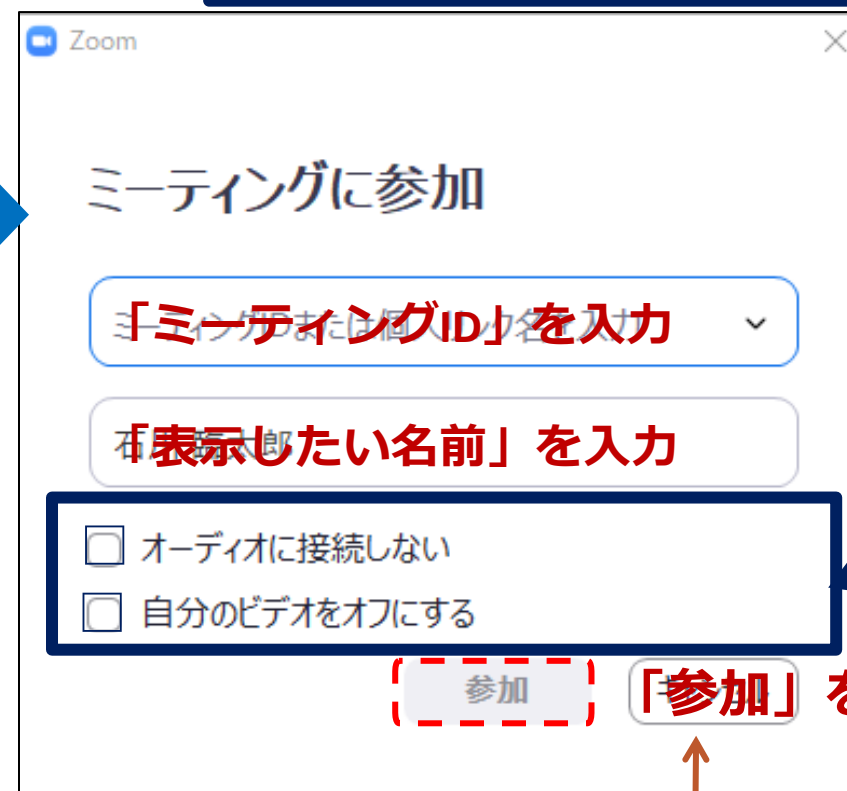 Zoom
ミーティングに参加
「ミーティングID」を入力
「表示したい名前」を入力
オーディオに接続しない
自分のビデオをオフにする
参加
「参加」を